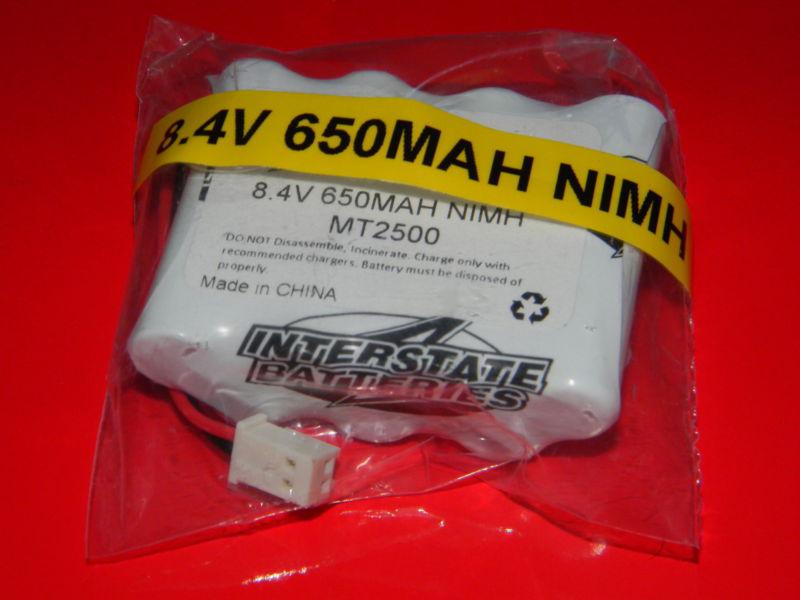 8.4V 650MAH NIMH
8.4V 650MAH NIMH
MT2500
DO NOT Disassemble, Incinerate. Charge only with
recommended chargers. Battery must be disposed of
properly.
Made in CHINA
INTERSTATE
BATTERIES